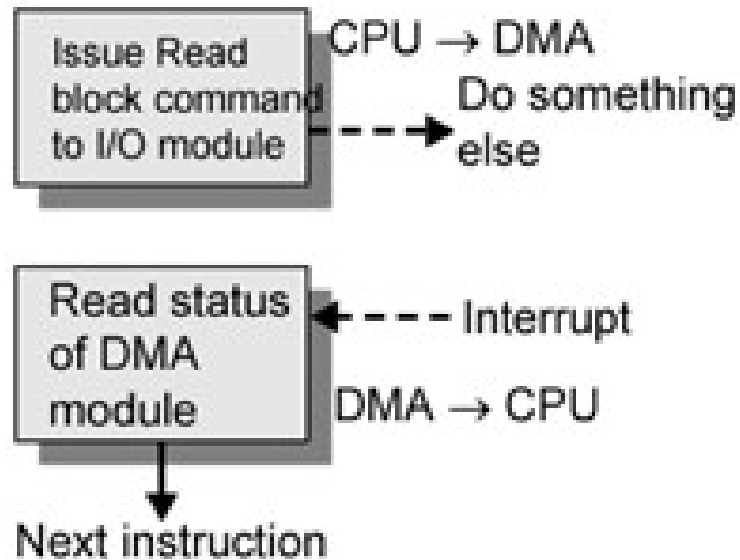 Issue Read
block command
to I/O module
CPU → DMA
Do something
else
Read status
of DMA
module
Interrupt
DMA → CPU
Next instruction